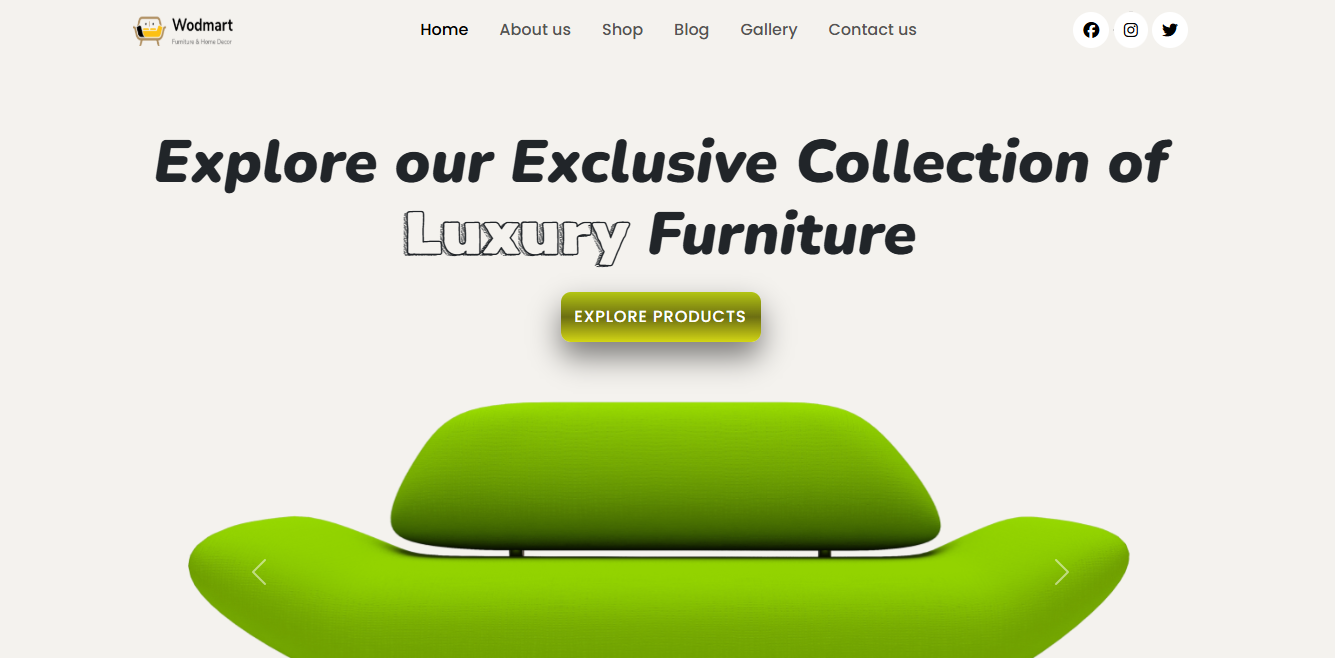 Wodmart
Furniture & Home Decor
Home About us Shop Blog Gallery Contact us
Explore our Exclusive Collection of
Luxury Furniture
EXPLORE PRODUCTS